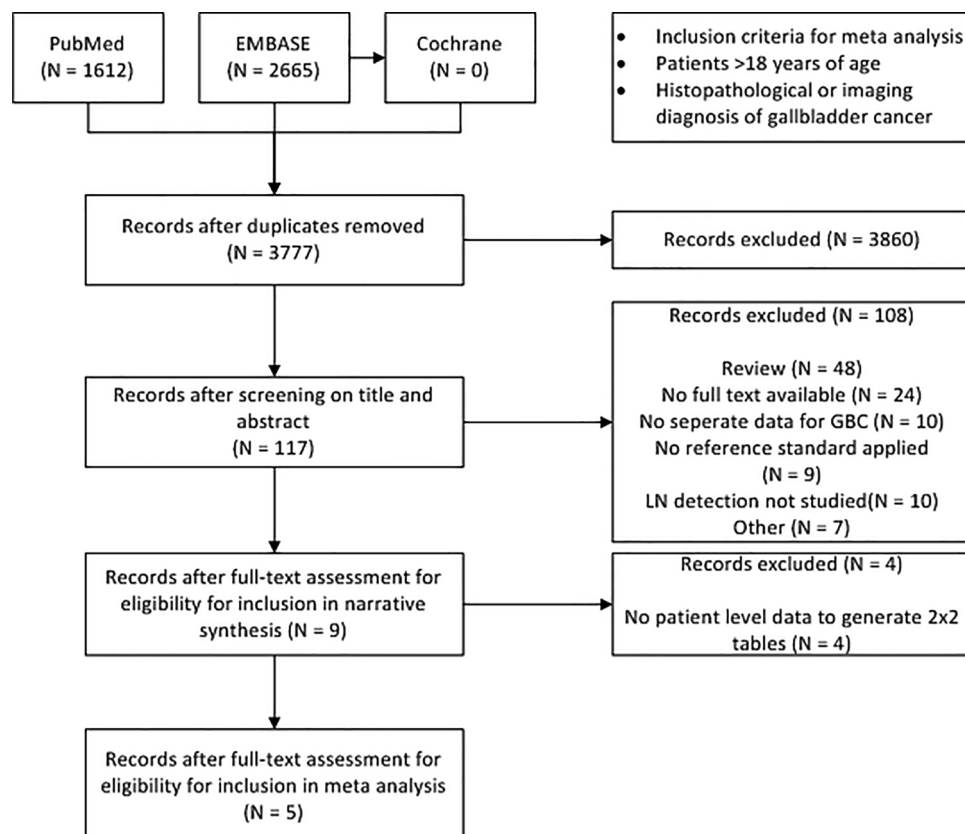 PubMed
(N = 1612)
EMBASE
(N = 2665)
Cochrane
(N = 0)
• Inclusion criteria for meta analysis
• Patients >18 years of age
• Histopathological or imaging
diagnosis of gallbladder cancer
Records after duplicates removed
(N = 3777)
Records excluded (N = 3860)
Records after screening on title and
abstract
(N = 117)
Records excluded (N = 108)
Review (N = 48)
No full text available (N = 24)
No seperate data for GBC (N = 10)
No reference standard applied
(N = 9)
LN detection not studied(N = 10)
Other (N = 7)
Records after full-text assessment for
eligibility for inclusion in narrative
synthesis (N = 9)
Records excluded (N = 4)
No patient level data to generate 2x2
tables (N = 4)
Records after full-text assessment for
eligibility for inclusion in meta analysis
(N = 5)